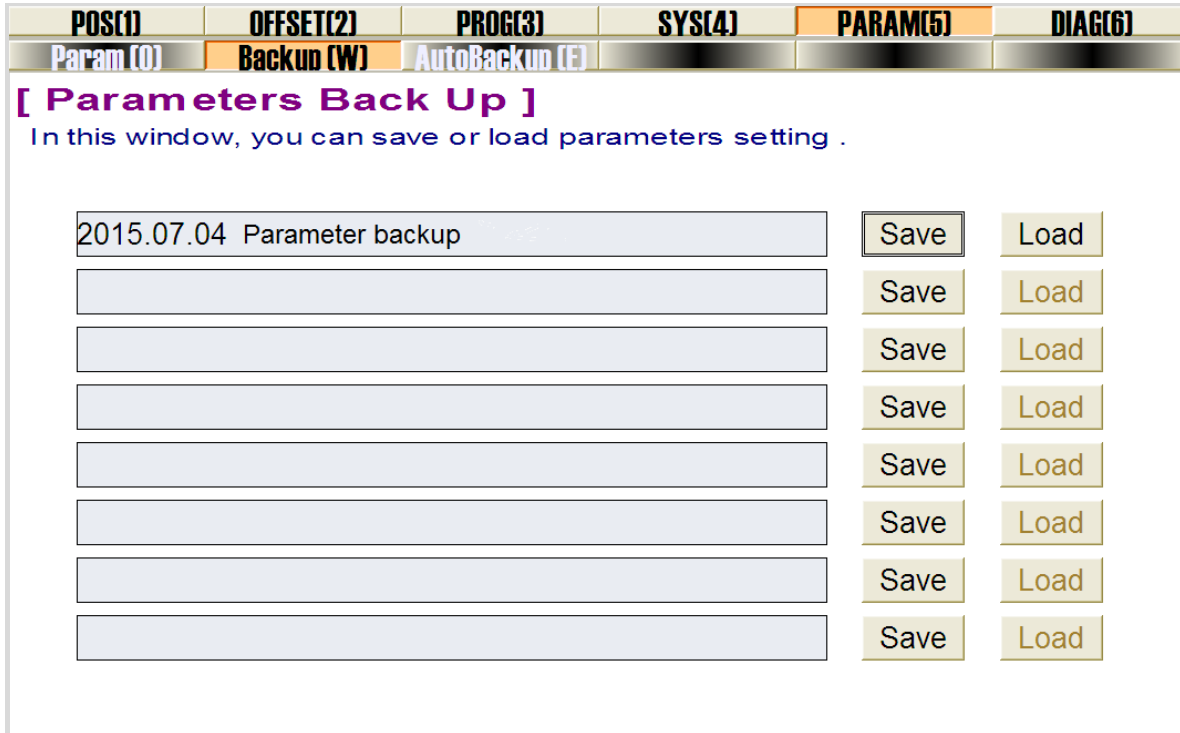 POS(1) OFFSET(2) PROG(3) SYS(4) PARAM(5) DIAG(6)
Param (Q) Backup (W) AutoBackup (E)
[ Parameters Back Up ]
In this window, you can save or load parameters setting .
2015.07.04 Parameter backup Save Load
Save Load
Save Load
Save Load
Save Load
Save Load
Save Load
Save Load